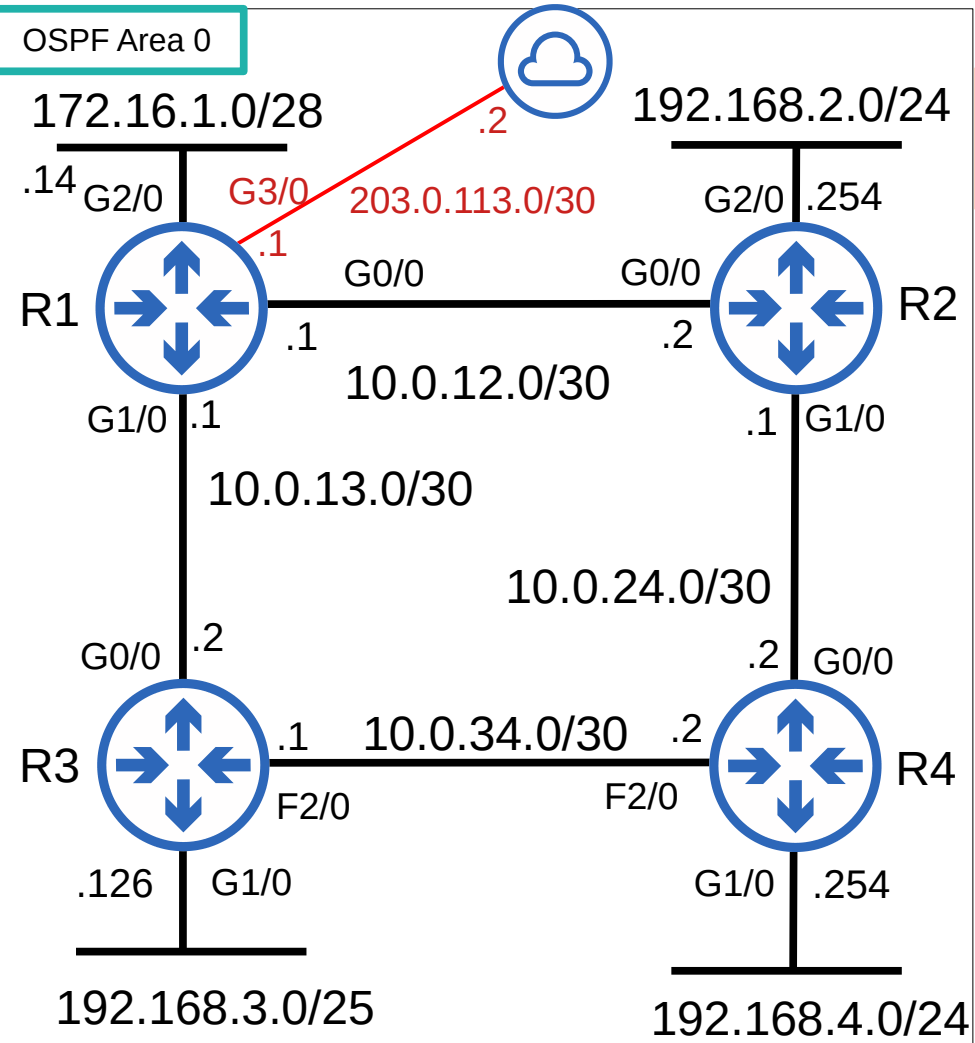 OSPF Area 0
172.16.1.0/28
192.168.2.0/24
.2
.14
G2/0
G3/0
203.0.113.0/30
G2/0
.254
.1
G0/0
G0/0
R1
R2
.1
.2
10.0.12.0/30
G1/0
.1
.1
G1/0
10.0.13.0/30
10.0.24.0/30
G0/0
.2
.2
G0/0
R3
.1
10.0.34.0/30
.2
R4
F2/0
F2/0
.126
G1/0
G1/0
.254
192.168.3.0/25
192.168.4.0/24